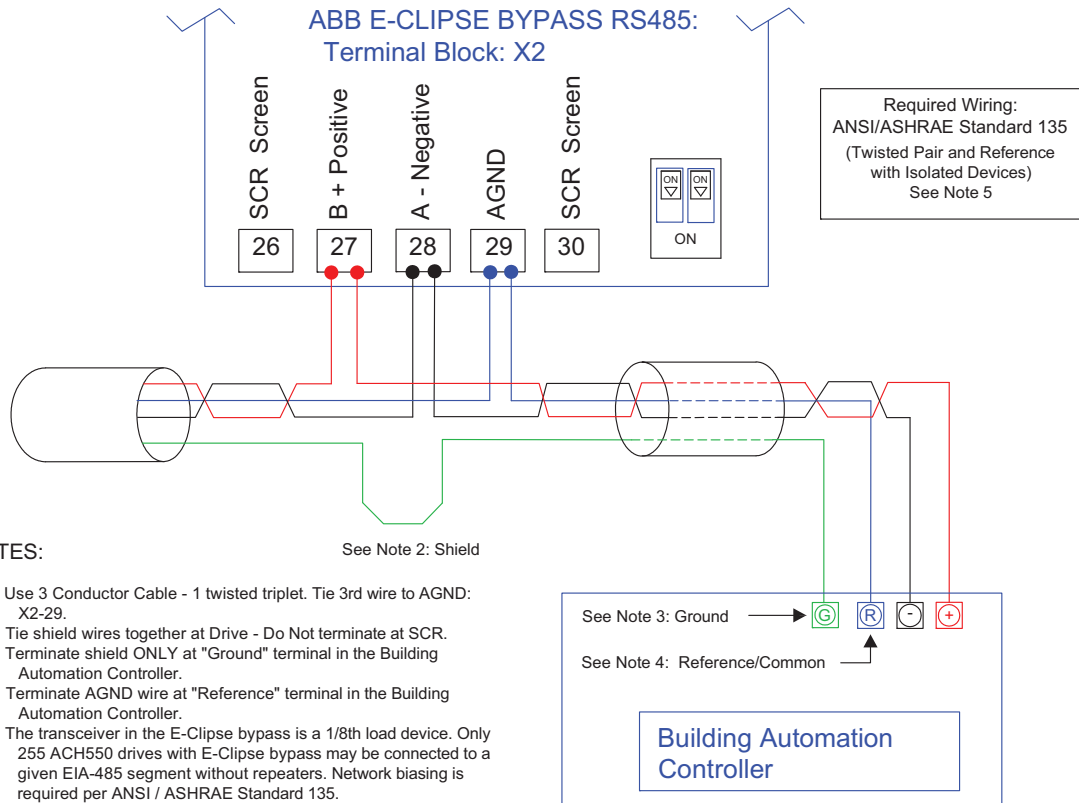 ABB E-CLIPSE BYPASS RS485:
Terminal Block: X2
SCR Screen
B + Positive
A - Negative
AGND
SCR Screen
26
27
28
29
30
ON
ON
ON
Required Wiring:
ANSI/ASHRAE Standard 135
(Twisted Pair and Reference
with Isolated Devices)
See Note 5
See Note 2: Shield
TES:
Use 3 Conductor Cable - 1 twisted triplet. Tie 3rd wire to AGND:
X2-29.
Tie shield wires together at Drive - Do Not terminate at SCR.
Terminate shield ONLY at "Ground" terminal in the Building
Automation Controller.
Terminate AGND wire at "Reference" terminal in the Building
Automation Controller.
The transceiver in the E-Clipse bypass is a 1/8th load device. Only
255 ACH550 drives with E-Clipse bypass may be connected to a
given EIA-485 segment without repeaters. Network biasing is
required per ANSI / ASHRAE Standard 135.
See Note 3: Ground
G
R
-
+
See Note 4: Reference/Common
Building Automation
Controller